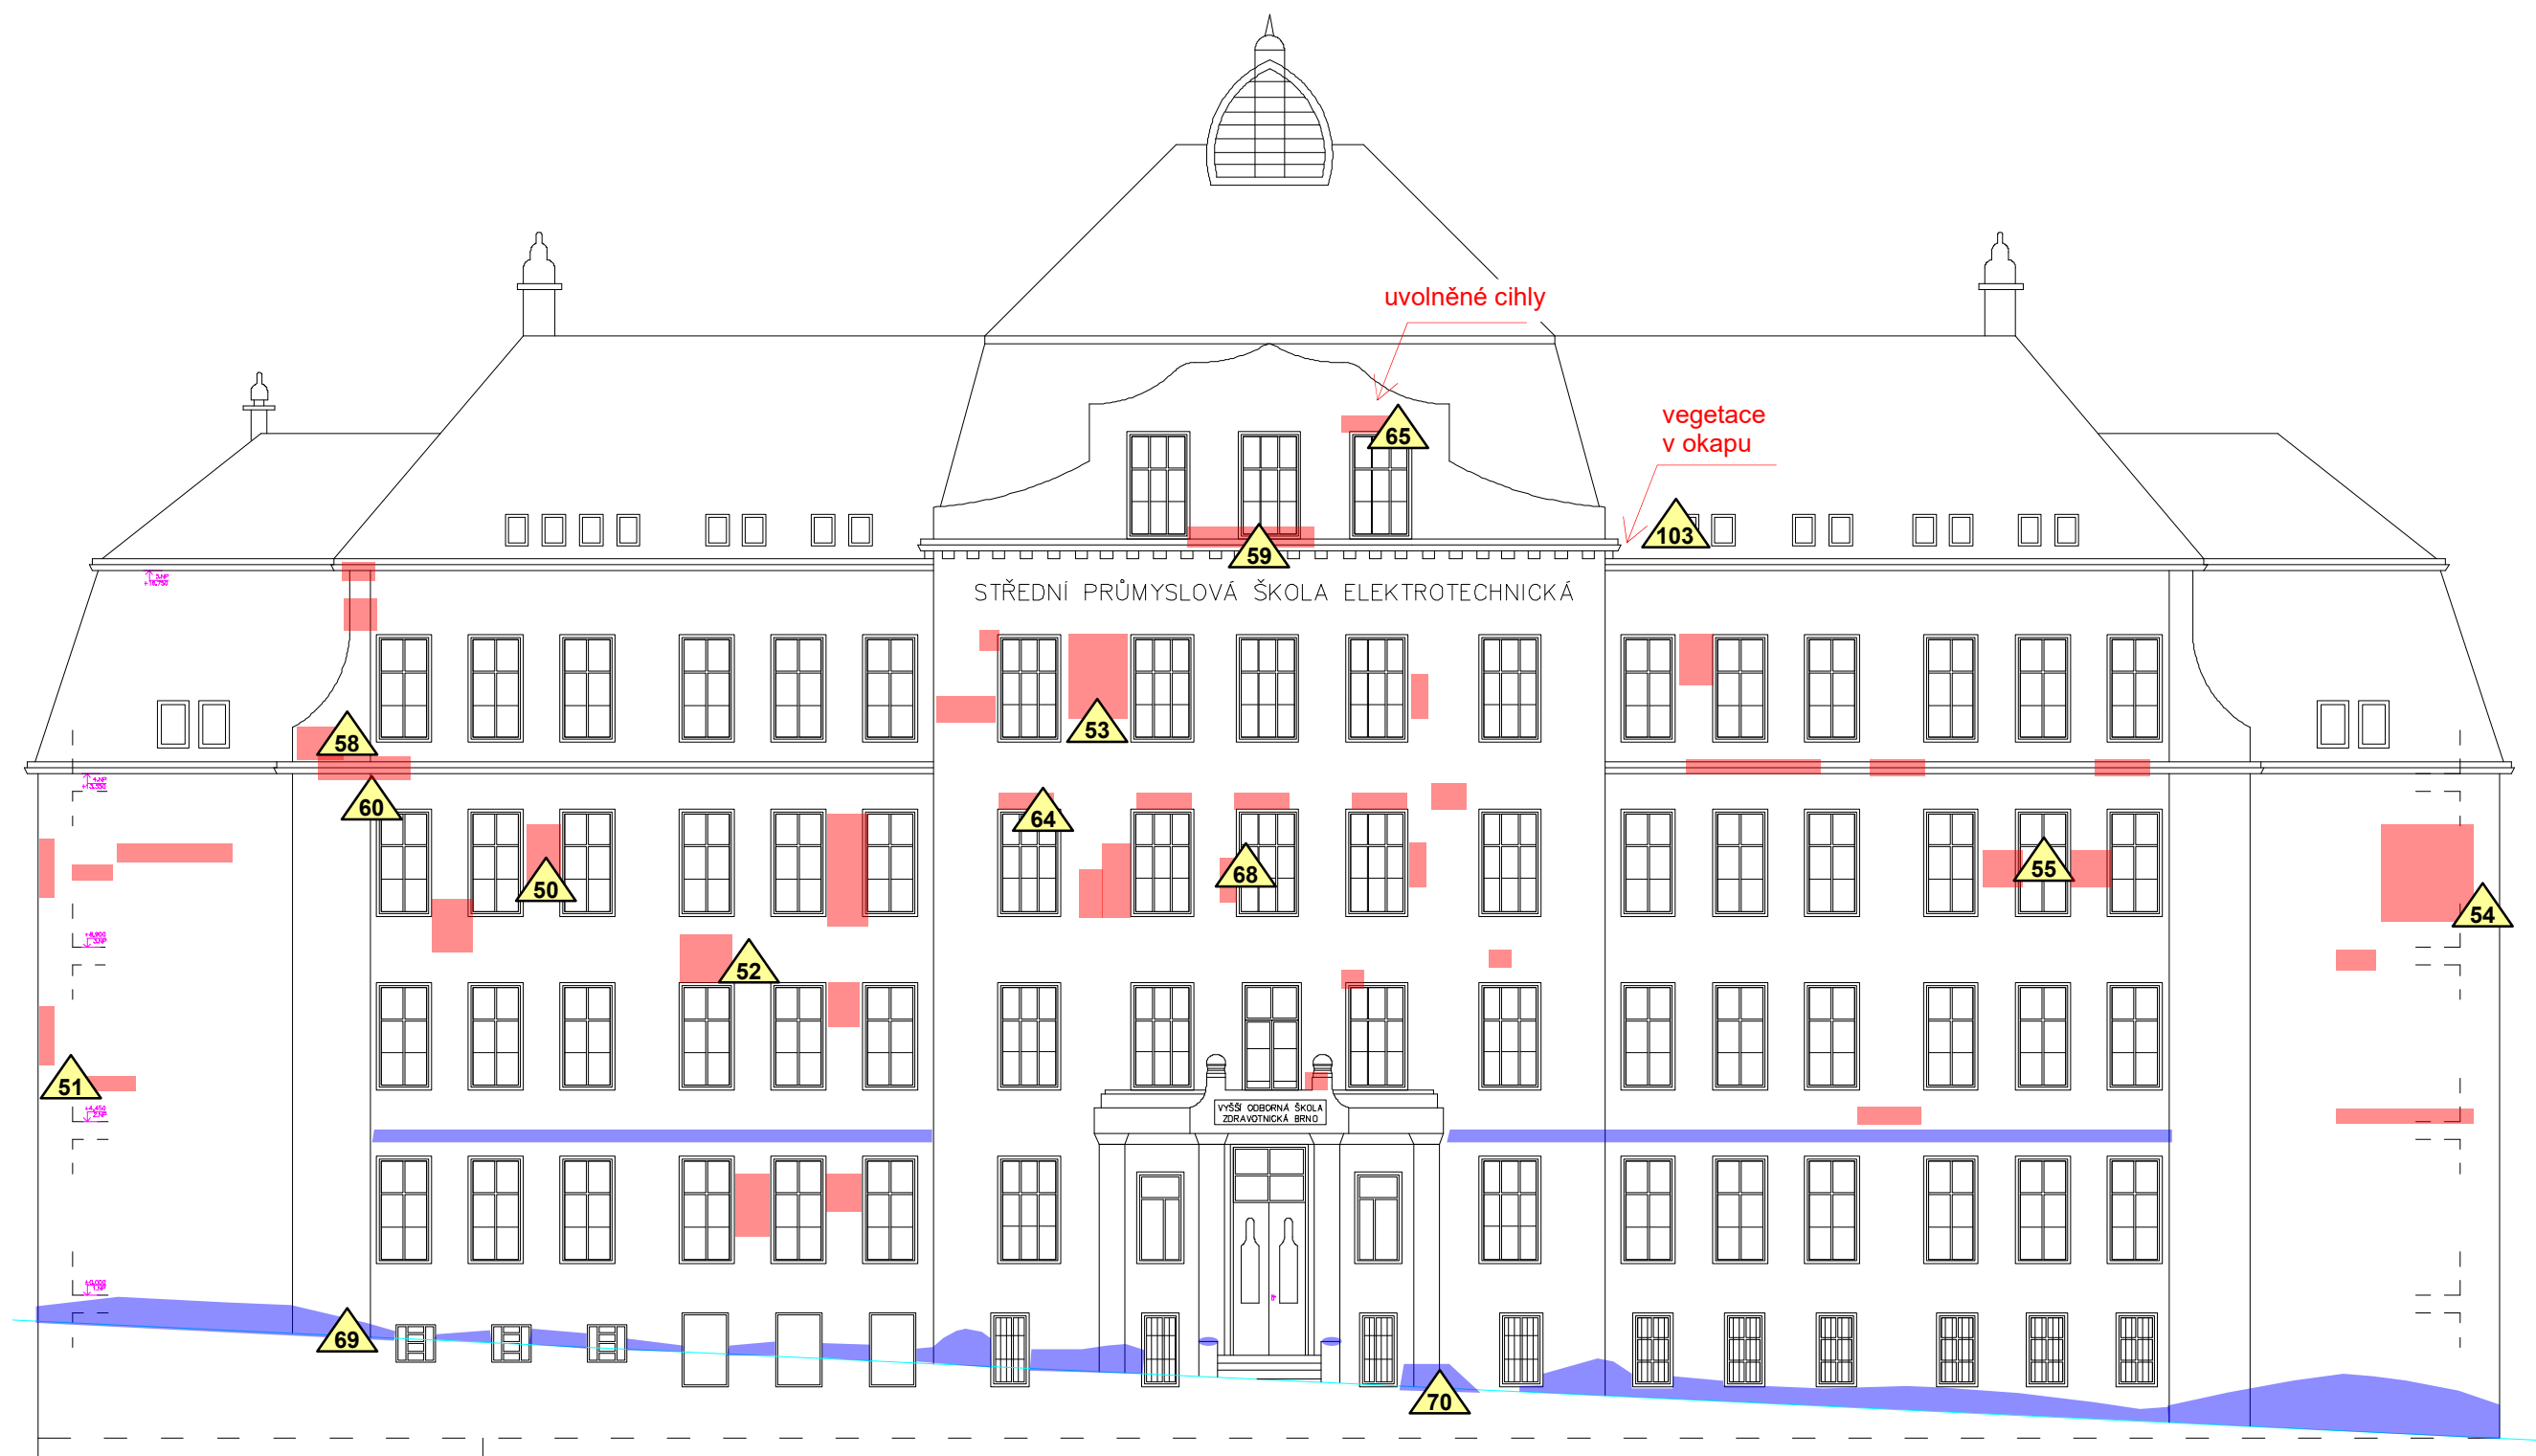 uvolněné cihly
vegetace
v okapu
65
103
59
STŘEDNÍ PRŮMYSLOVÁ ŠKOLA ELEKTROTECHNICKÁ
53
58
60
64
50
68
55
54
52
51
VYŠŠÍ ODBORNÁ ŠKOLA
ZDRAVOTNICKÁ BRNO
69
70